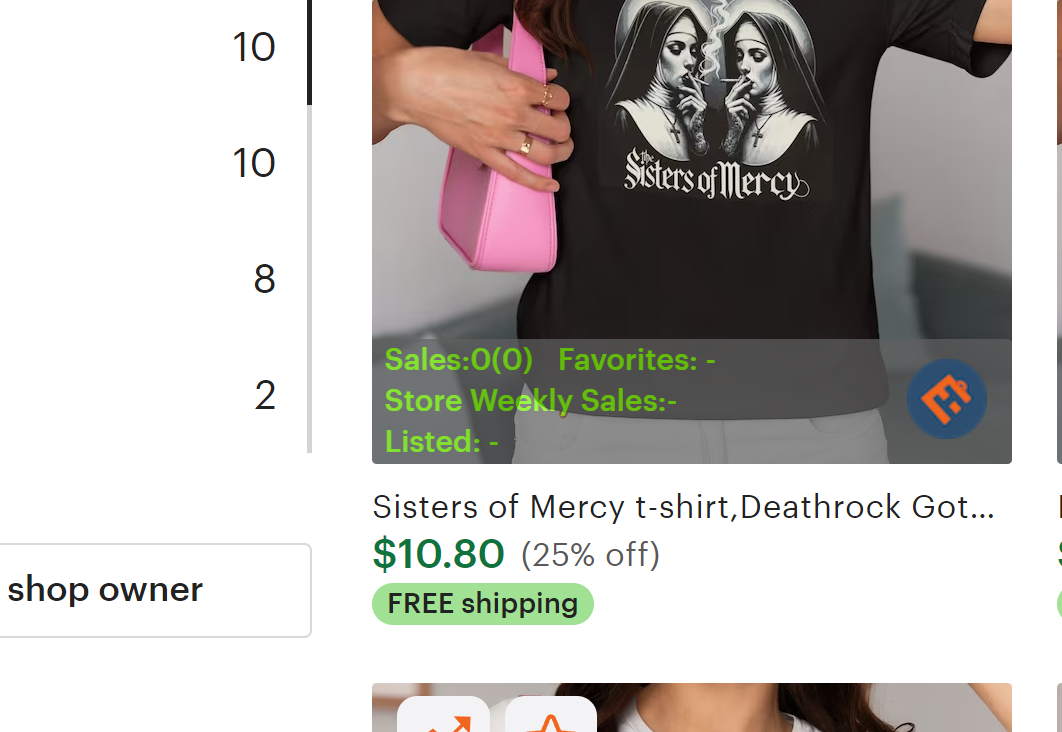 10
10
8
2
shop owner
the
Sisters of Mercy
Sales:0(0) Favorites: -
Store Weekly Sales:-
Listed: -
Sisters of Mercy t-shirt,Deathrock Got...
$10.80 (25% off)
FREE shipping